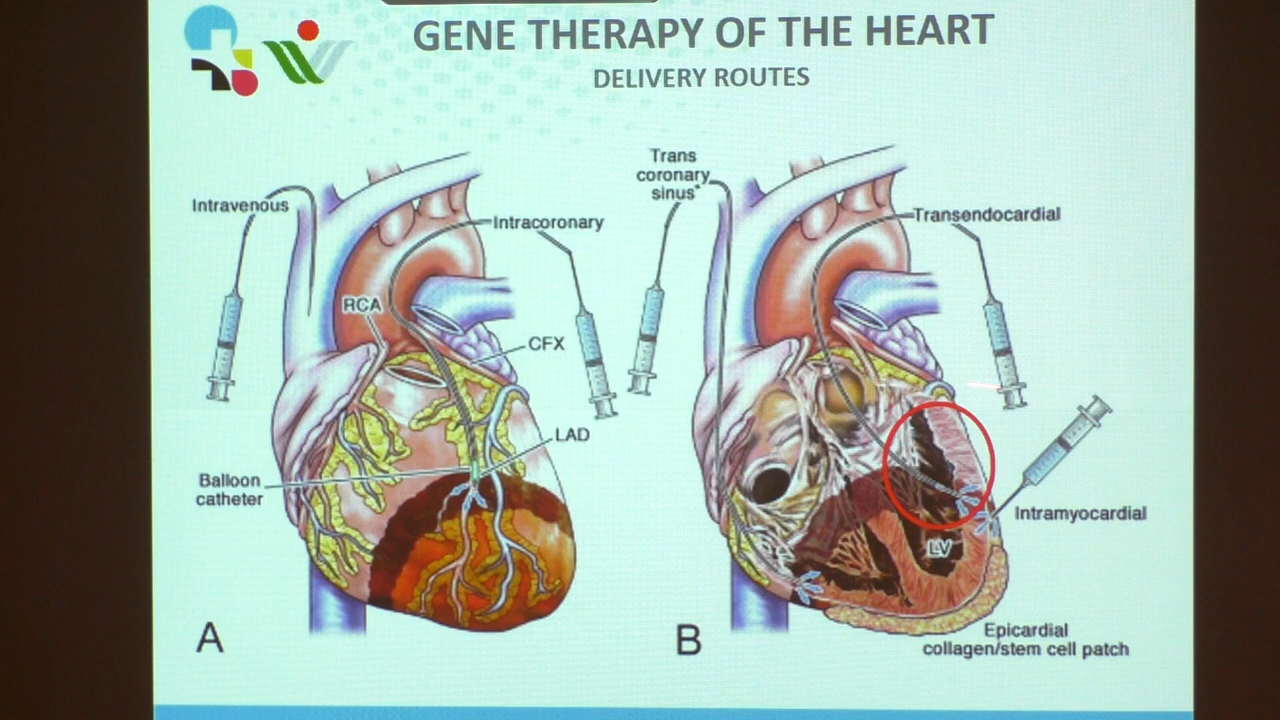 GENE THERAPY OF THE HEART
DELIVERY ROUTES
Intravenous
Intracoronary
RCA
CFX
LAD
Balloon
catheter
A
Trans
coronary
sinus*
Transendocardial
Intramyocardial
LV
Epicardial
collagen/stem cell patch
B